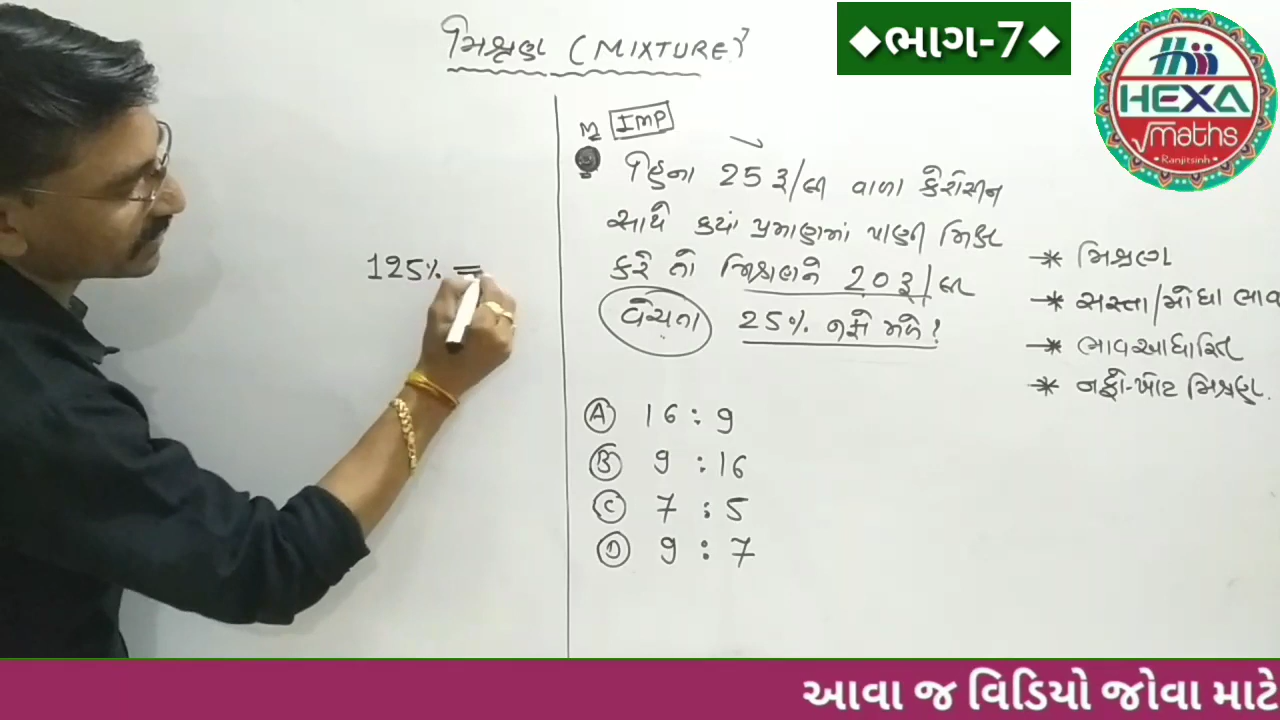 મિશ્રણ (MIXTURE)
◆ભાગ-7◆
HEXA
√maths
• Ranjitsinh •
IMP
25 રૂ/લી વાળા કેરોસીન
સાથે કયાં પ્રમાણમાં પાણી મિક્સ
કરે તો મિશ્રણને 20 રૂ/લી
વેચતા 25% નફો મળે?
125% =
* મિશ્રણ
* સસ્તા/મોંઘા ભાવ
* ભાવઆધારિત
* નફો-ખોટ મિશ્રણ.
A 16 : 9
B 9 : 16
C 7 : 5
D 9 : 7
આવા જ વિડિયો જોવા માટે